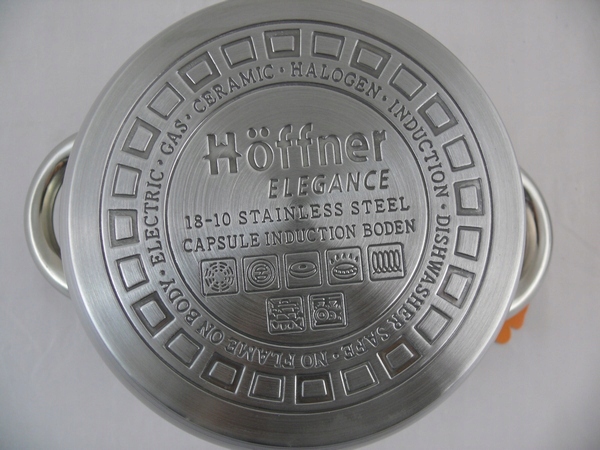 Höffner
ELEGANCE
18-10 STAINLESS STEEL
CAPSULE INDUCTION BODEN
ELECTRIC · GAS · CERAMIC · HALOGEN · INDUCTION · DISHWASHER SAFE · NO FLAME ON BODY ·